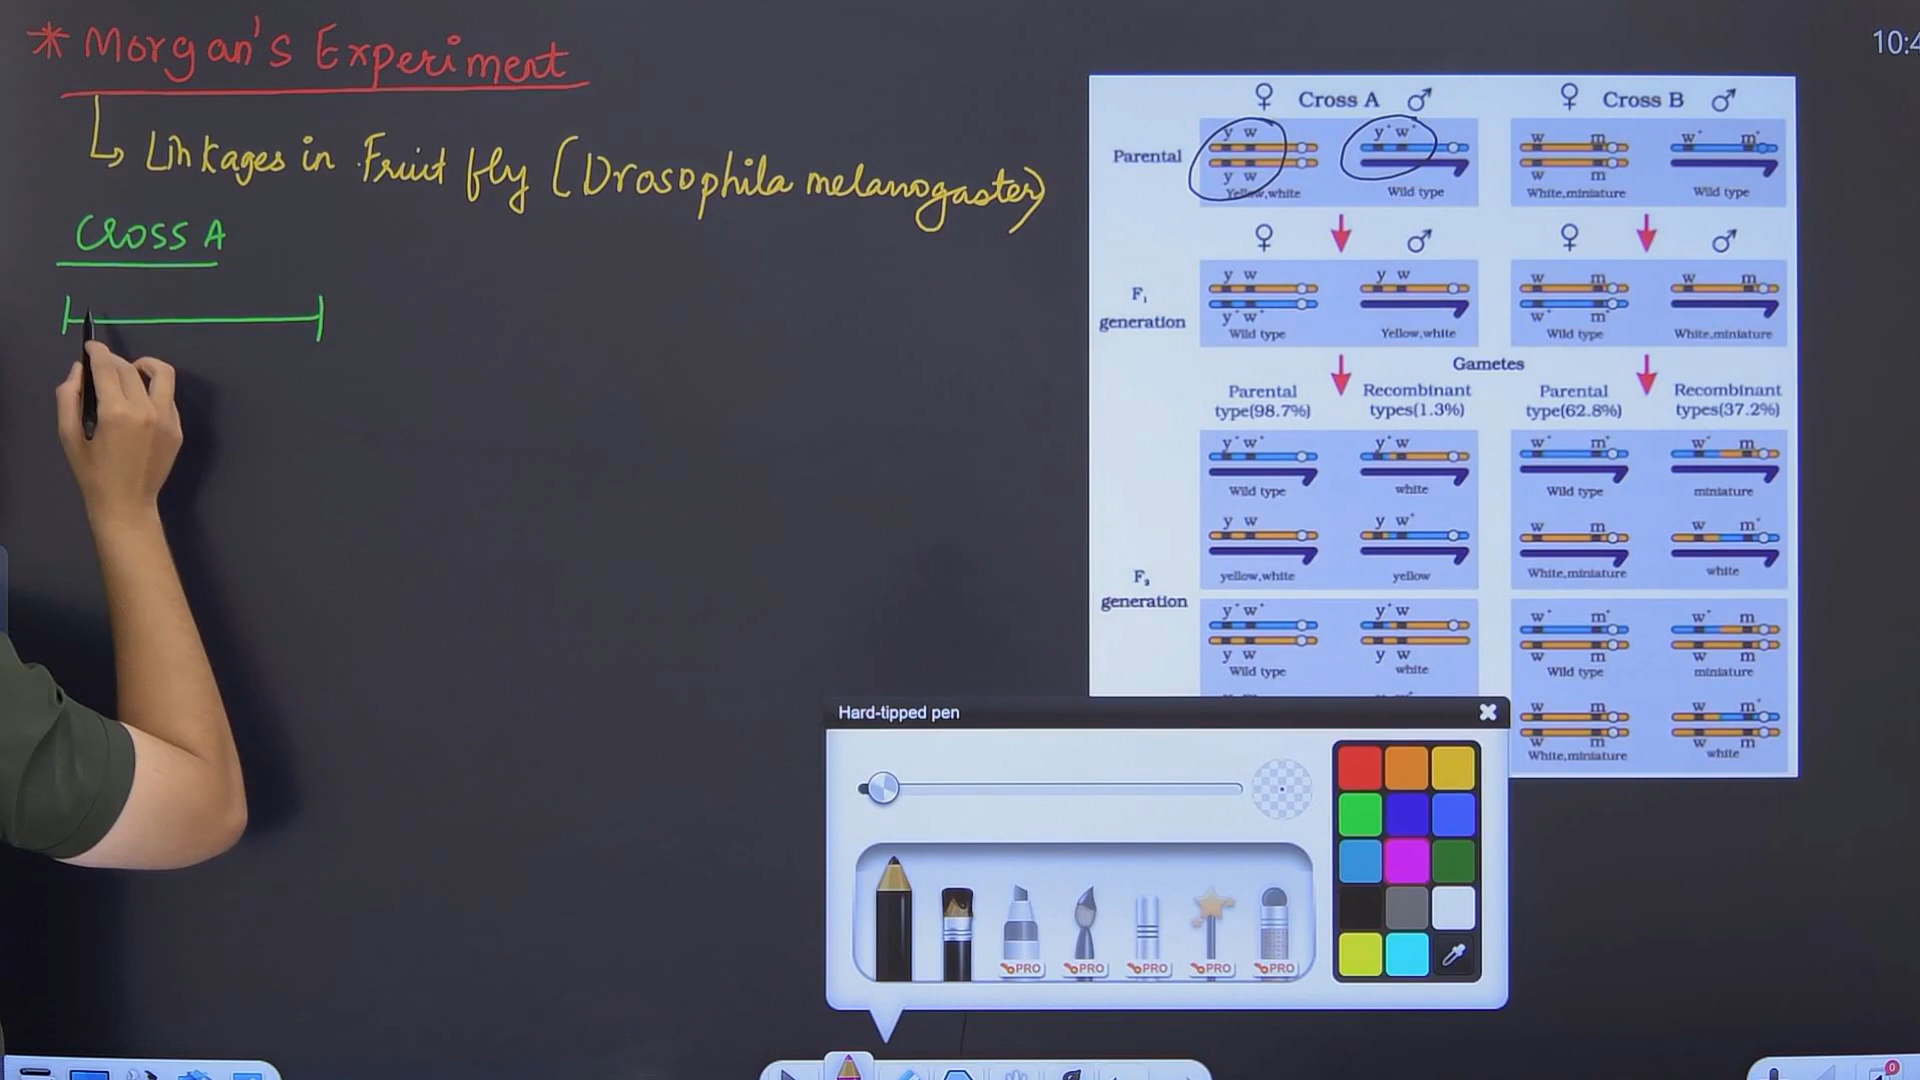 * Morgan's Experiment
Linkages in Fruit fly (Drosophila melanogaster)
Cross A
10:4
♀ Cross A ♂ ♀ Cross B ♂
Parental
y w y⁺ w⁺ w m w⁺ m⁺
y w w m
Yellow,white Wild type White,miniature Wild type
♀ ♂ ♀ ♂
F₁
generation
y w y w w m w m
y⁺ w⁺ w⁺ m⁺
Wild type Yellow,white Wild type White,miniature
Gametes
Parental Recombinant Parental Recombinant
type(98.7%) types(1.3%) type(62.8%) types(37.2%)
y⁺ w⁺ y⁺ w w⁺ m⁺ w⁺ m
Wild type white Wild type miniature
y w y w⁺ w m w m⁺
yellow,white yellow White,miniature white
F₂
generation
y⁺ w⁺ y⁺ w w⁺ m⁺ w⁺ m
y w y w w m w m
Wild type white Wild type miniature
w m w m⁺
w m w m
White,miniature white
Hard-tipped pen
PRO PRO PRO PRO PRO
0